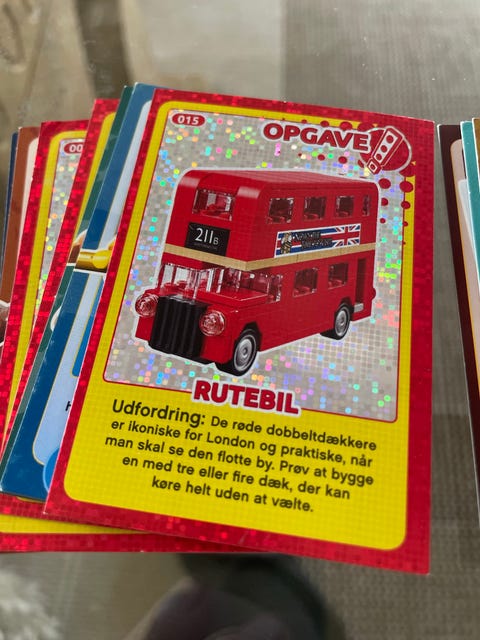 015
OPGAVE
211B
RUTEBIL
Udfordring: De røde dobbeltdækkere
er ikoniske for London og praktiske, når
man skal se den flotte by. Prøv at bygge
en med tre eller fire dæk, der kan
køre helt uden at vælte.